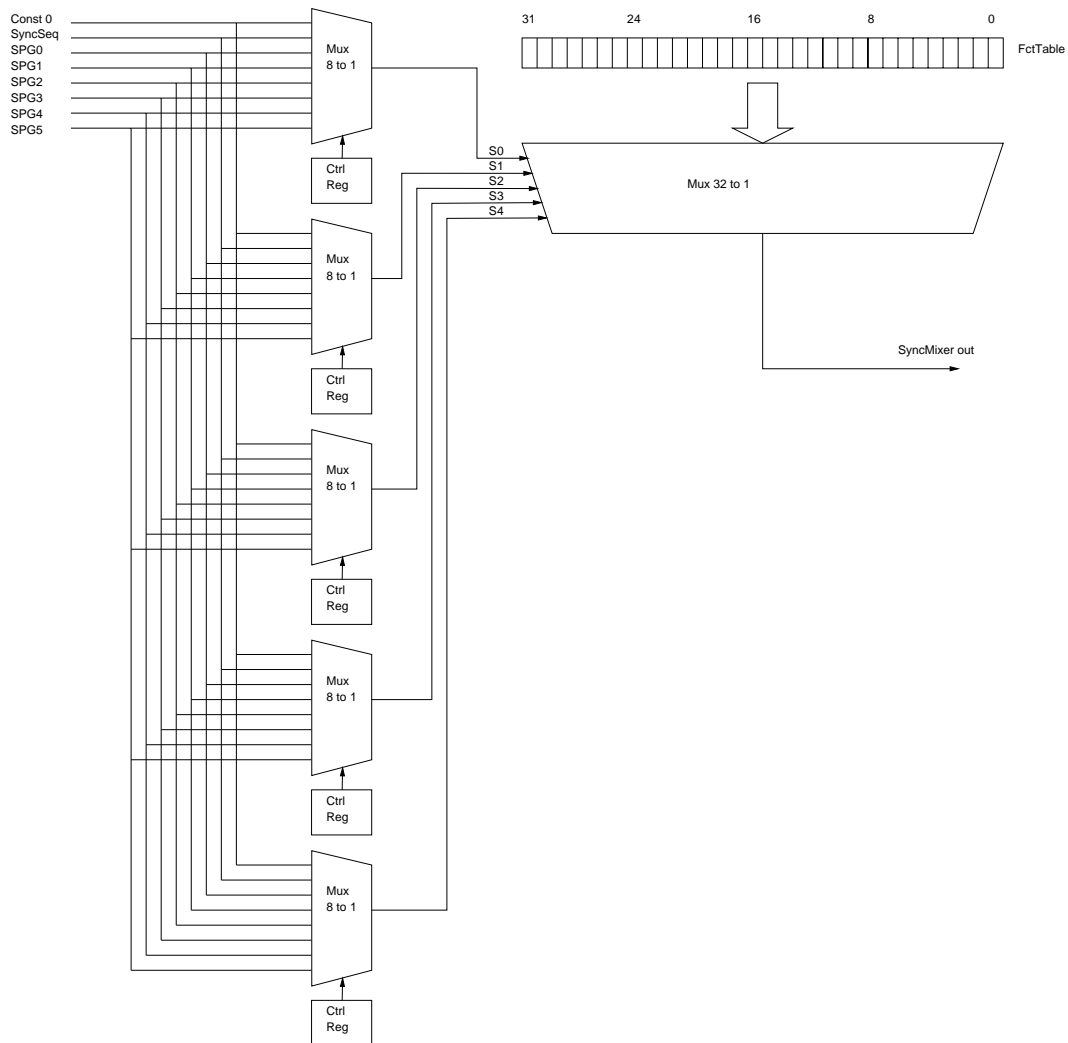 Const 0
SyncSeq
SPG0
SPG1
SPG2
SPG3
SPG4
SPG5
Mux
8 to 1
Ctrl
Reg
31 24 16 8 0
FctTable
S0
S1
S2
S3
S4
Mux 32 to 1
SyncMixer out
Mux
8 to 1
Ctrl
Reg
Mux
8 to 1
Ctrl
Reg
Mux
8 to 1
Ctrl
Reg
Mux
8 to 1
Ctrl
Reg